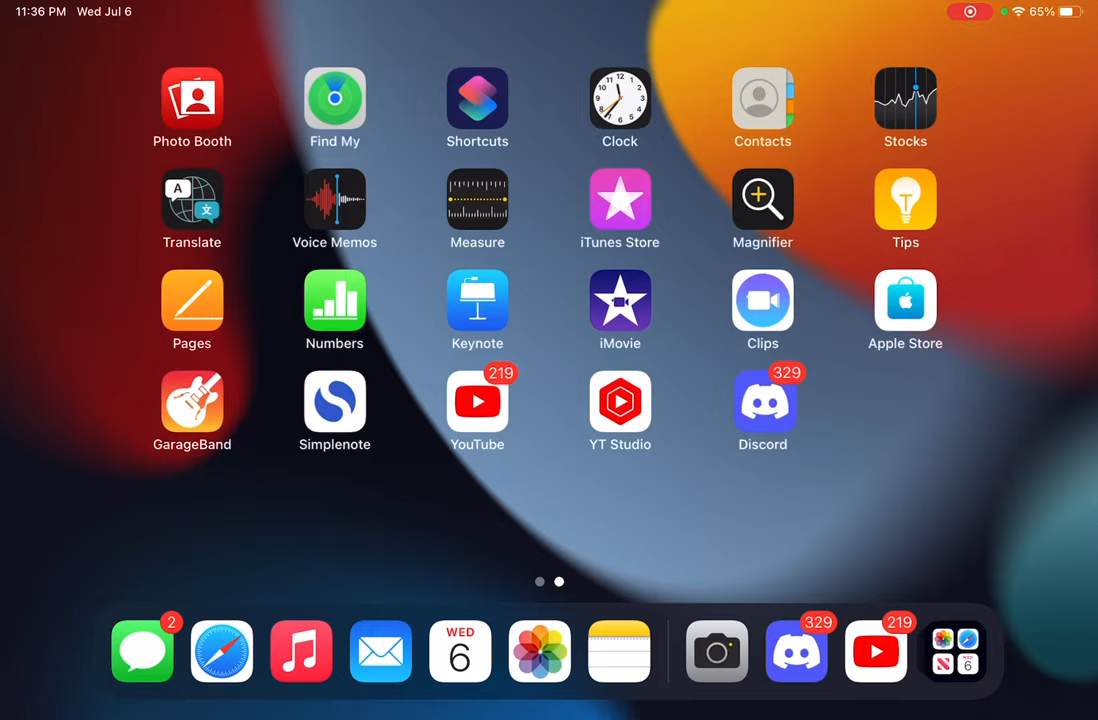 11:36 PM Wed Jul 6
65%
Photo Booth
Find My
Shortcuts
Clock
Contacts
Stocks
Translate
Voice Memos
Measure
iTunes Store
Magnifier
Tips
Pages
Numbers
Keynote
iMovie
Clips
Apple Store
219
329
GarageBand
Simplenote
YouTube
YT Studio
Discord
2
WED
6
329
219